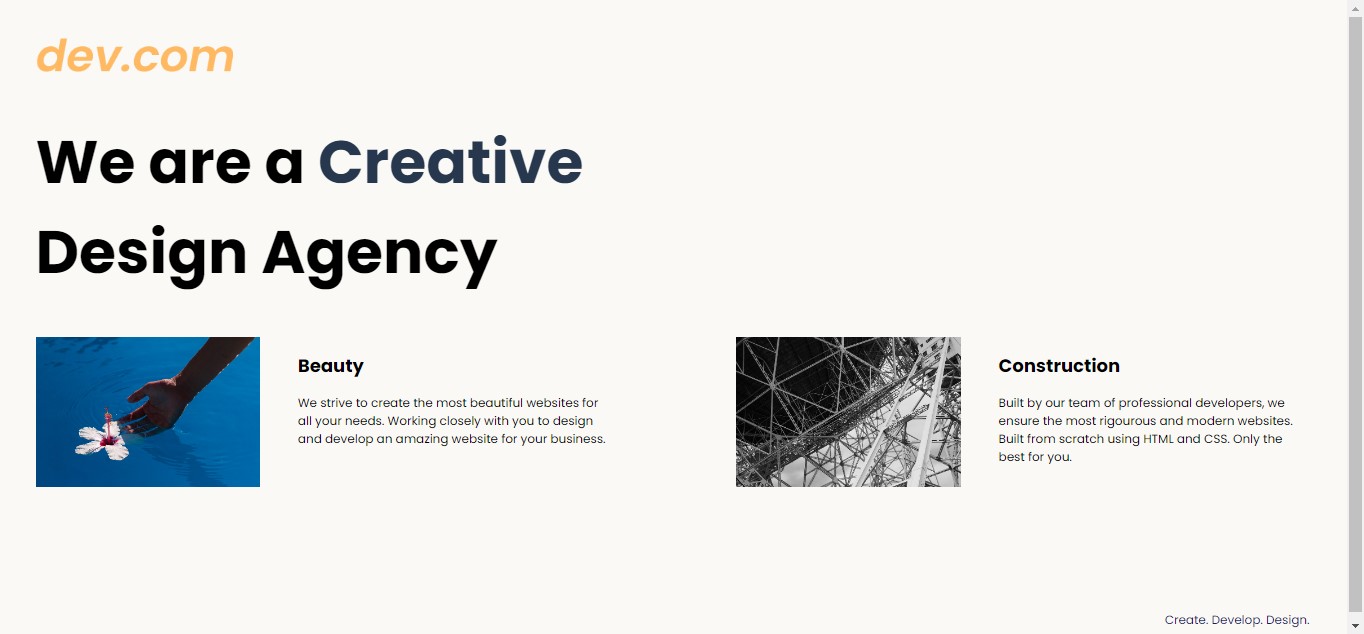 dev.com
We are a Creative
Design Agency
Beauty
We strive to create the most beautiful websites for
all your needs. Working closely with you to design
and develop an amazing website for your business.
Construction
Built by our team of professional developers, we
ensure the most rigourous and modern websites.
Built from scratch using HTML and CSS. Only the
best for you.
Create. Develop. Design.